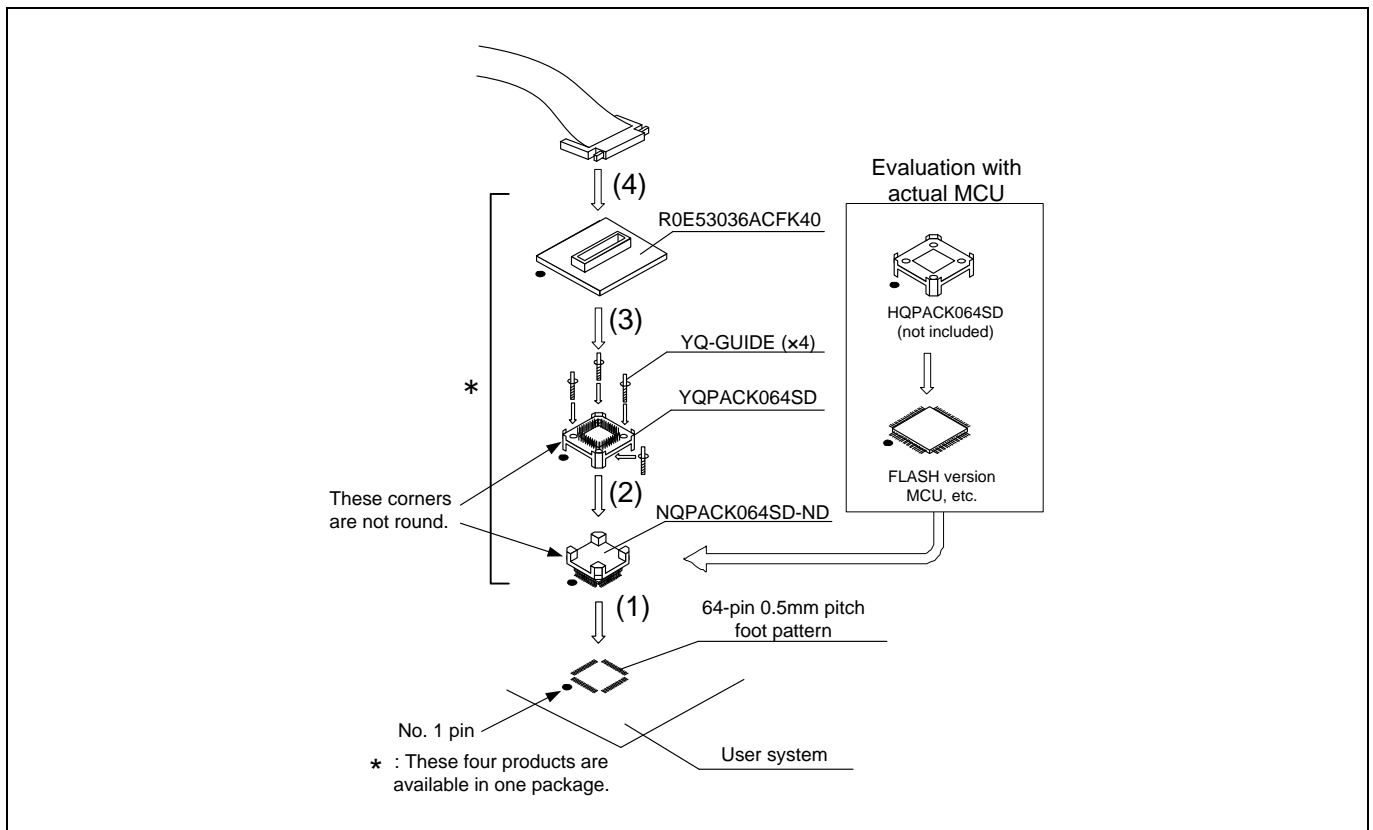 (4)
Evaluation with
actual MCU
R0E53036ACFK40
HQPACK064SD
(not included)
(3)
YQ-GUIDE (×4)
*
YQPACK064SD
FLASH version
MCU, etc.
These corners
are not round.
(2)
NQPACK064SD-ND
(1)
64-pin 0.5mm pitch
foot pattern
No. 1 pin
User system
* : These four products are
available in one package.